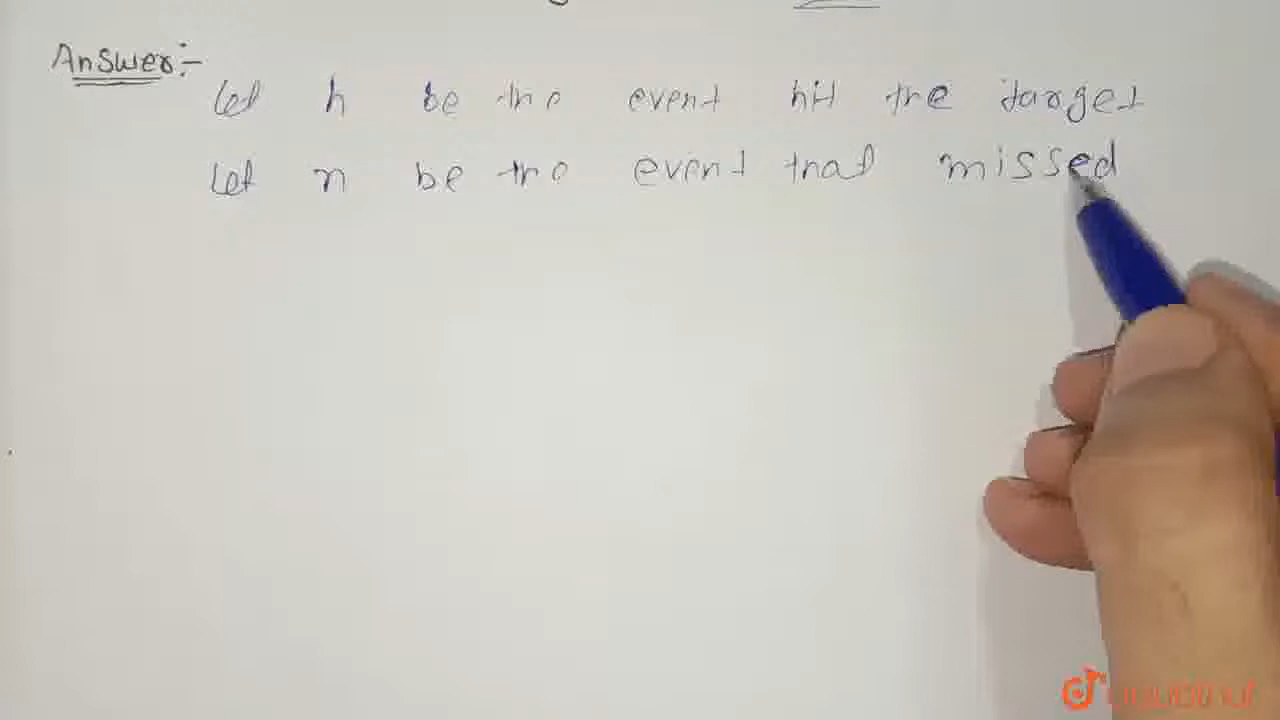 Answer:-
Let h be the event hit the target
Let n be the event that missed